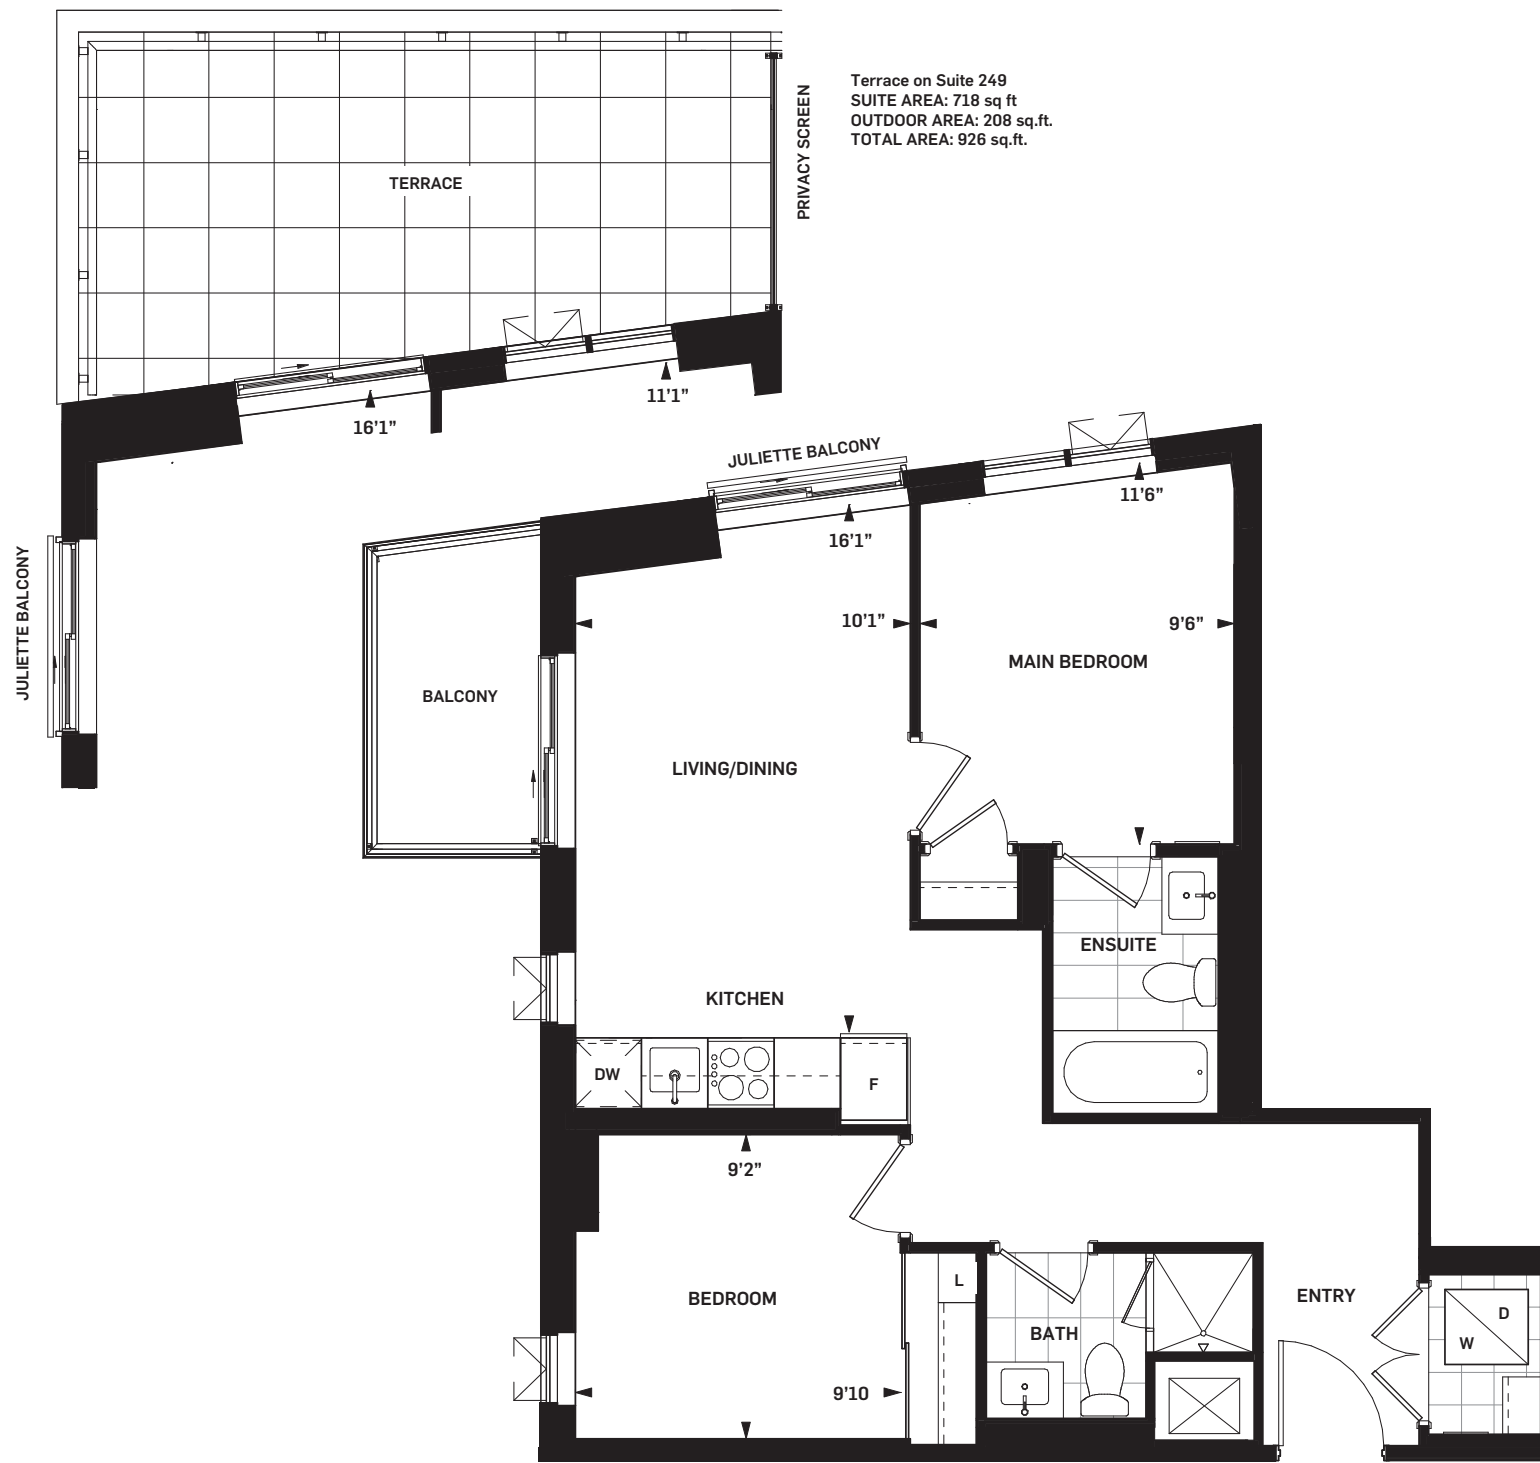 Terrace on Suite 249
SUITE AREA: 718 sq ft
OUTDOOR AREA: 208 sq.ft.
TOTAL AREA: 926 sq.ft.
PRIVACY SCREEN
TERRACE
11'1"
16'1"
JULIETTE BALCONY
JULIETTE BALCONY
11'6"
16'1"
10'1"
9'6"
MAIN BEDROOM
BALCONY
LIVING/DINING
ENSUITE
KITCHEN
DW
F
9'2"
L
BEDROOM
ENTRY
D
BATH
W
9'10